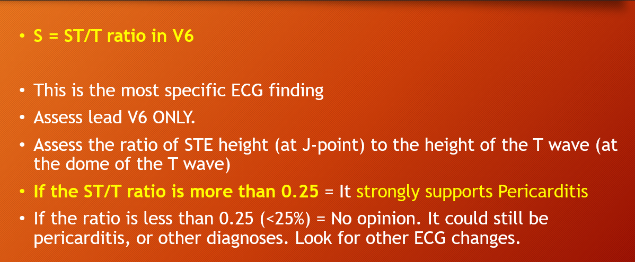 • S = ST/T ratio in V6
• This is the most specific ECG finding
• Assess lead V6 ONLY.
• Assess the ratio of STE height (at J-point) to the height of the T wave (at
the dome of the T wave)
• If the ST/T ratio is more than 0.25 = It strongly supports Pericarditis
• If the ratio is less than 0.25 (<25%) = No opinion. It could still be
pericarditis, or other diagnoses. Look for other ECG changes.